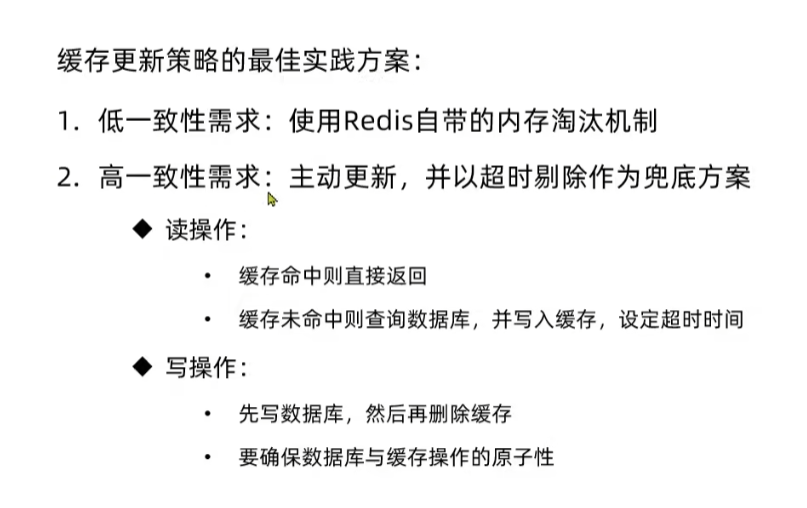 缓存更新策略的最佳实践方案：
1. 低一致性需求：使用Redis自带的内存淘汰机制
2. 高一致性需求：主动更新，并以超时剔除作为兜底方案
◆ 读操作：
• 缓存命中则直接返回
• 缓存未命中则查询数据库，并写入缓存，设定超时时间
◆ 写操作：
• 先写数据库，然后再删除缓存
• 要确保数据库与缓存操作的原子性